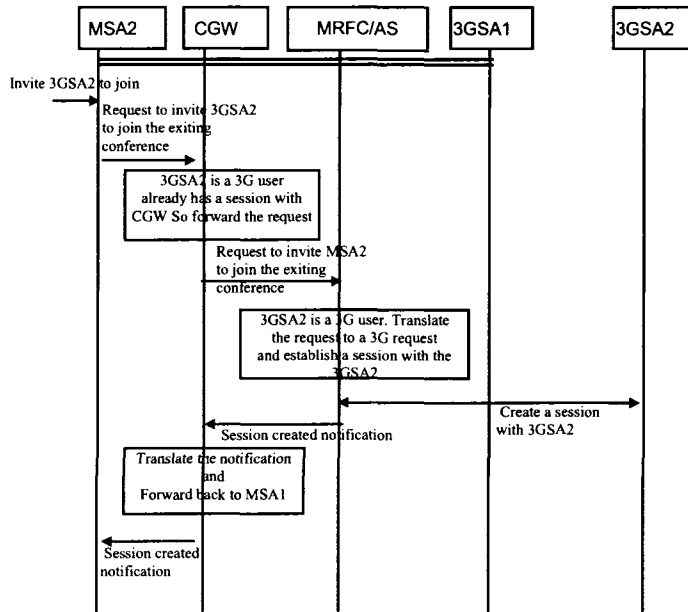 MSA2
CGW
MRFC/AS
3GSA1
3GSA2
Invite 3GSA2 to join
Request to invite 3GSA2
to join the exiting
conference
3GSA2 is a 3G user
already has a session with
CGW So forward the request
Request to invite MSA2
to join the exiting
conference
3GSA2 is a 3G user. Translate
the request to a 3G request
and establish a session with the
3GSA2
Create a session
with 3GSA2
Session created notification
Translate the notification
and
Forward back to MSA1
Session created
notification